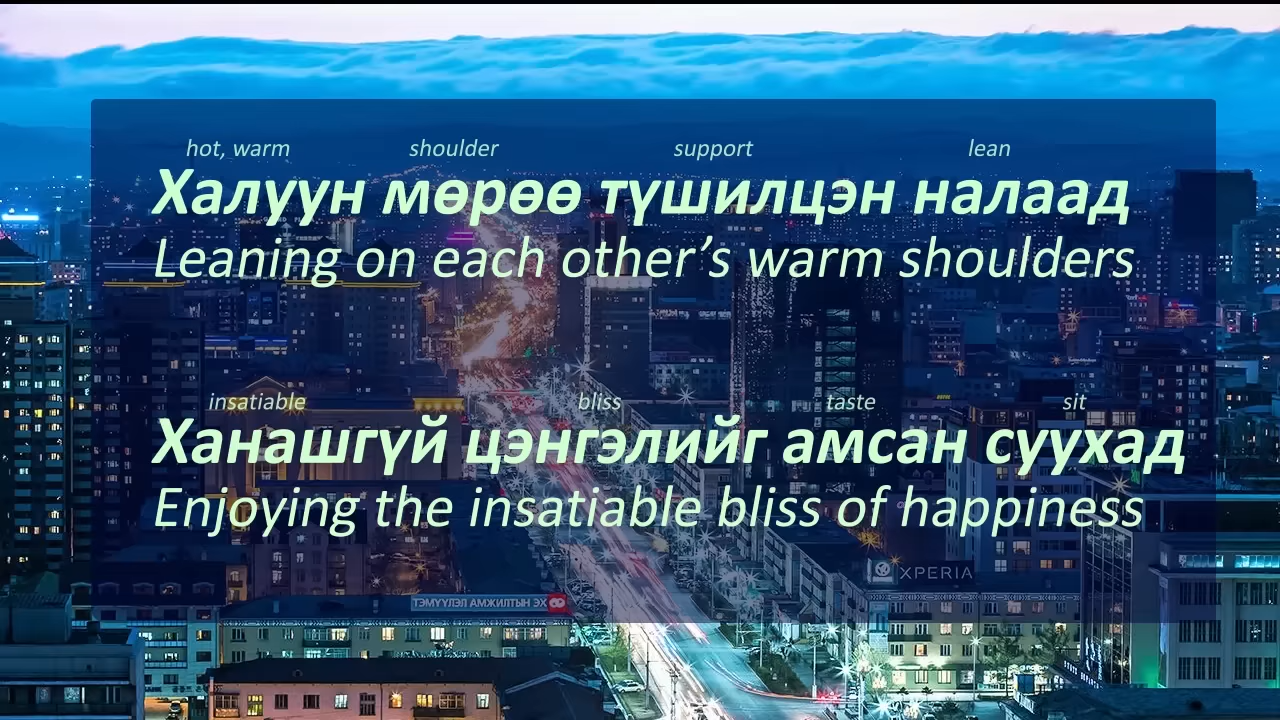 hot, warm shoulder support lean
Халуун мөрөө түшилцэн налаад
Leaning on each other’s warm shoulders
insatiable bliss taste sit
Ханашгүй цэнгэлийг амсан суухад
Enjoying the insatiable bliss of happiness
XPERIA
ТЭМҮҮЛЭЛ АМЖИЛТЫН ЭХ